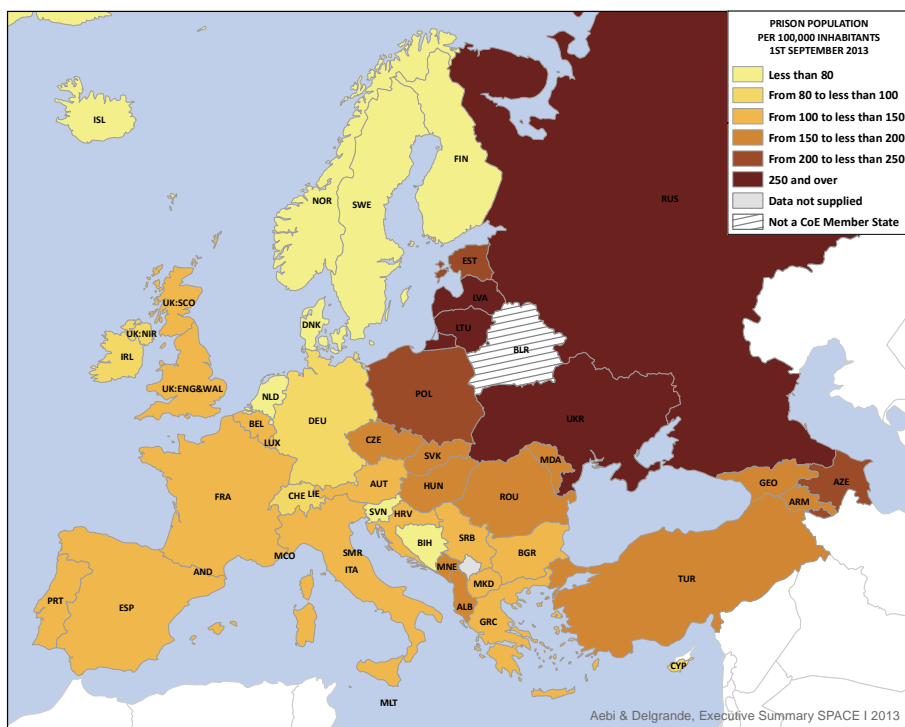 PRISON POPULATION
PER 100,000 INHABITANTS
1ST SEPTEMBER 2013
Less than 80
From 80 to less than 100
From 100 to less than 150
From 150 to less than 200
From 200 to less than 250
250 and over
Data not supplied
Not a CoE Member State
ISL
FIN
NOR
SWE
RUS
EST
UK:SCO
LVA
DNK
LTU
UK:NIR
IRL
BLR
UK:ENG&WAL
NLD
POL
BEL
DEU
UKR
LUX
CZE
SVK
MDA
AUT
HUN
GEO
AZE
CHE
LIE
ROU
ARM
FRA
SVN
HRV
BIH
SRB
BGR
MCO
SMR
MNE
ITA
AND
MKD
TUR
PRT
ESP
ALB
GRC
CYP
MLT
Aebi & Delgrande, Executive Summary SPACE I 2013